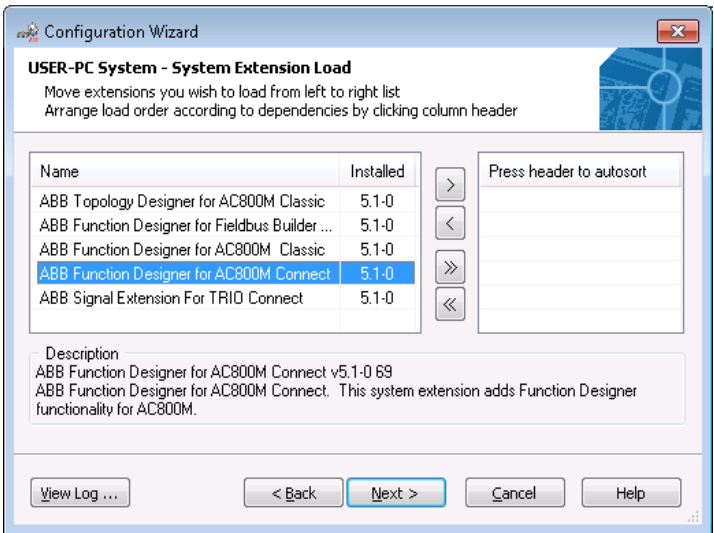 Configuration Wizard
USER-PC System - System Extension Load
Move extensions you wish to load from left to right list
Arrange load order according to dependencies by clicking column header
Name Installed Press header to autosort
ABB Topology Designer for AC800M Classic 5.1-0
ABB Function Designer for Fieldbus Builder ... 5.1-0
ABB Function Designer for AC800M  Classic 5.1-0
ABB Function Designer for AC800M Connect 5.1-0
ABB Signal Extension For TRIO Connect 5.1-0
>
<
>>
<<
Description
ABB Function Designer for AC800M Connect v5.1-0 69
ABB Function Designer for AC800M Connect.  This system extension adds Function Designer
functionality for AC800M.
View Log ... < Back Next > Cancel Help